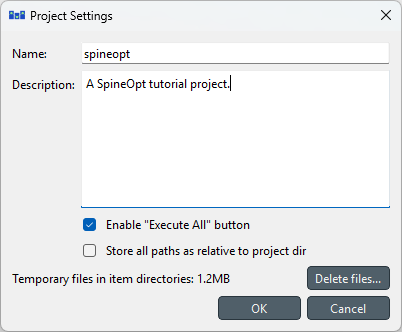 Project Settings
Name: spineopt
Description: A SpineOpt tutorial project.
Enable "Execute All" button
Store all paths as relative to project dir
Temporary files in item directories: 1.2MB Delete files...
OK Cancel